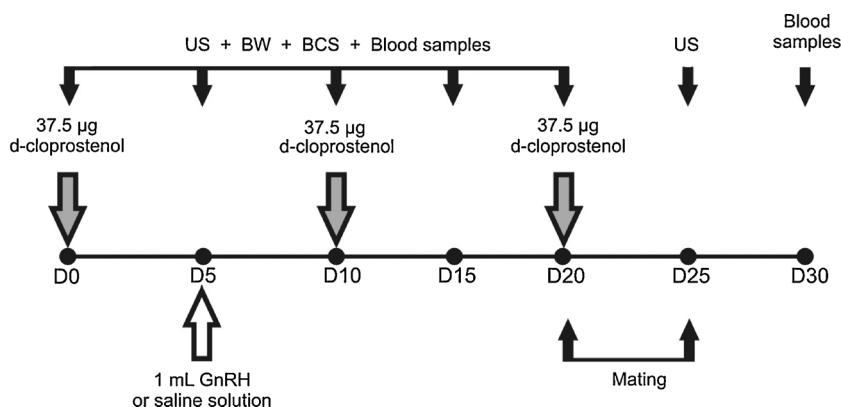 US + BW + BCS + Blood samples
US
Blood
samples
37.5 µg
d-cloprostenol
37.5 µg
d-cloprostenol
37.5 µg
d-cloprostenol
D0
D5
D10
D15
D20
D25
D30
1 mL GnRH
or saline solution
Mating